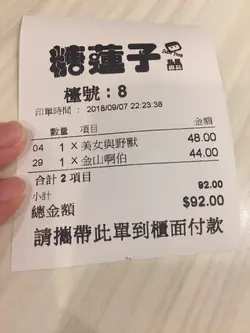 糖蓮子
檯號：8
印單時間：2018/09/07 22:23:38
數量 項目 金額
04 1 × 美女與野獸 48.00
29 1 × 金山啊伯 44.00
合計 2 項目
小計 92.00
總金額 $92.00
請攜帶此單到櫃面付款